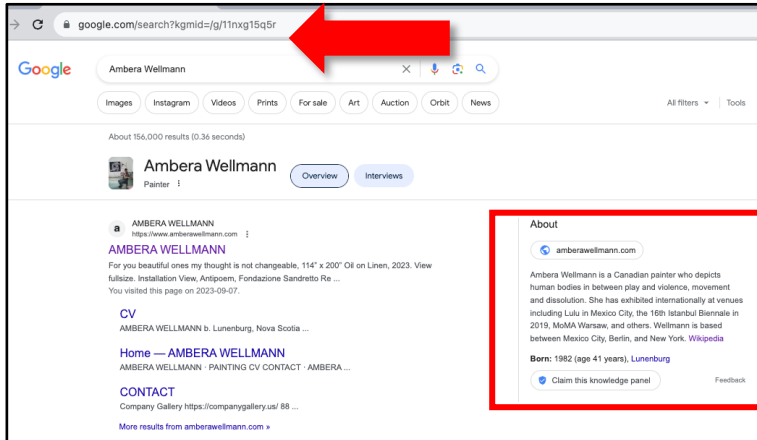 google.com/search?kgmid=/g/11nxg15q5r
Google
Ambera Wellmann
Images
Instagram
Videos
Prints
For sale
Art
Auction
Orbit
News
All filters
Tools
About 156,000 results (0.36 seconds)
Ambera Wellmann
Painter
Overview
Interviews
a
AMBERA WELLMANN
https://www.amberawellmann.com
AMBERA WELLMANN
For you beautiful ones my thought is not changeable, 114" x 200" Oil on Linen, 2023. View
fullsize. Installation View, Antipoem, Fondazione Sandretto Re ...
You visited this page on 2023-09-07.
CV
AMBERA WELLMANN b. Lunenburg, Nova Scotia ...
Home — AMBERA WELLMANN
AMBERA WELLMANN · PAINTING CV CONTACT · AMBERA ...
CONTACT
Company Gallery https://companygallery.us/ 88 ...
More results from amberawellmann.com »
About
amberawellmann.com
Ambera Wellmann is a Canadian painter who depicts
human bodies in between play and violence, movement
and dissolution. She has exhibited internationally at venues
including Lulu in Mexico City, the 16th Istanbul Biennale in
2019, MoMA Warsaw, and others. Wellmann is based
between Mexico City, Berlin, and New York. Wikipedia
Born: 1982 (age 41 years), Lunenburg
Claim this knowledge panel
Feedback